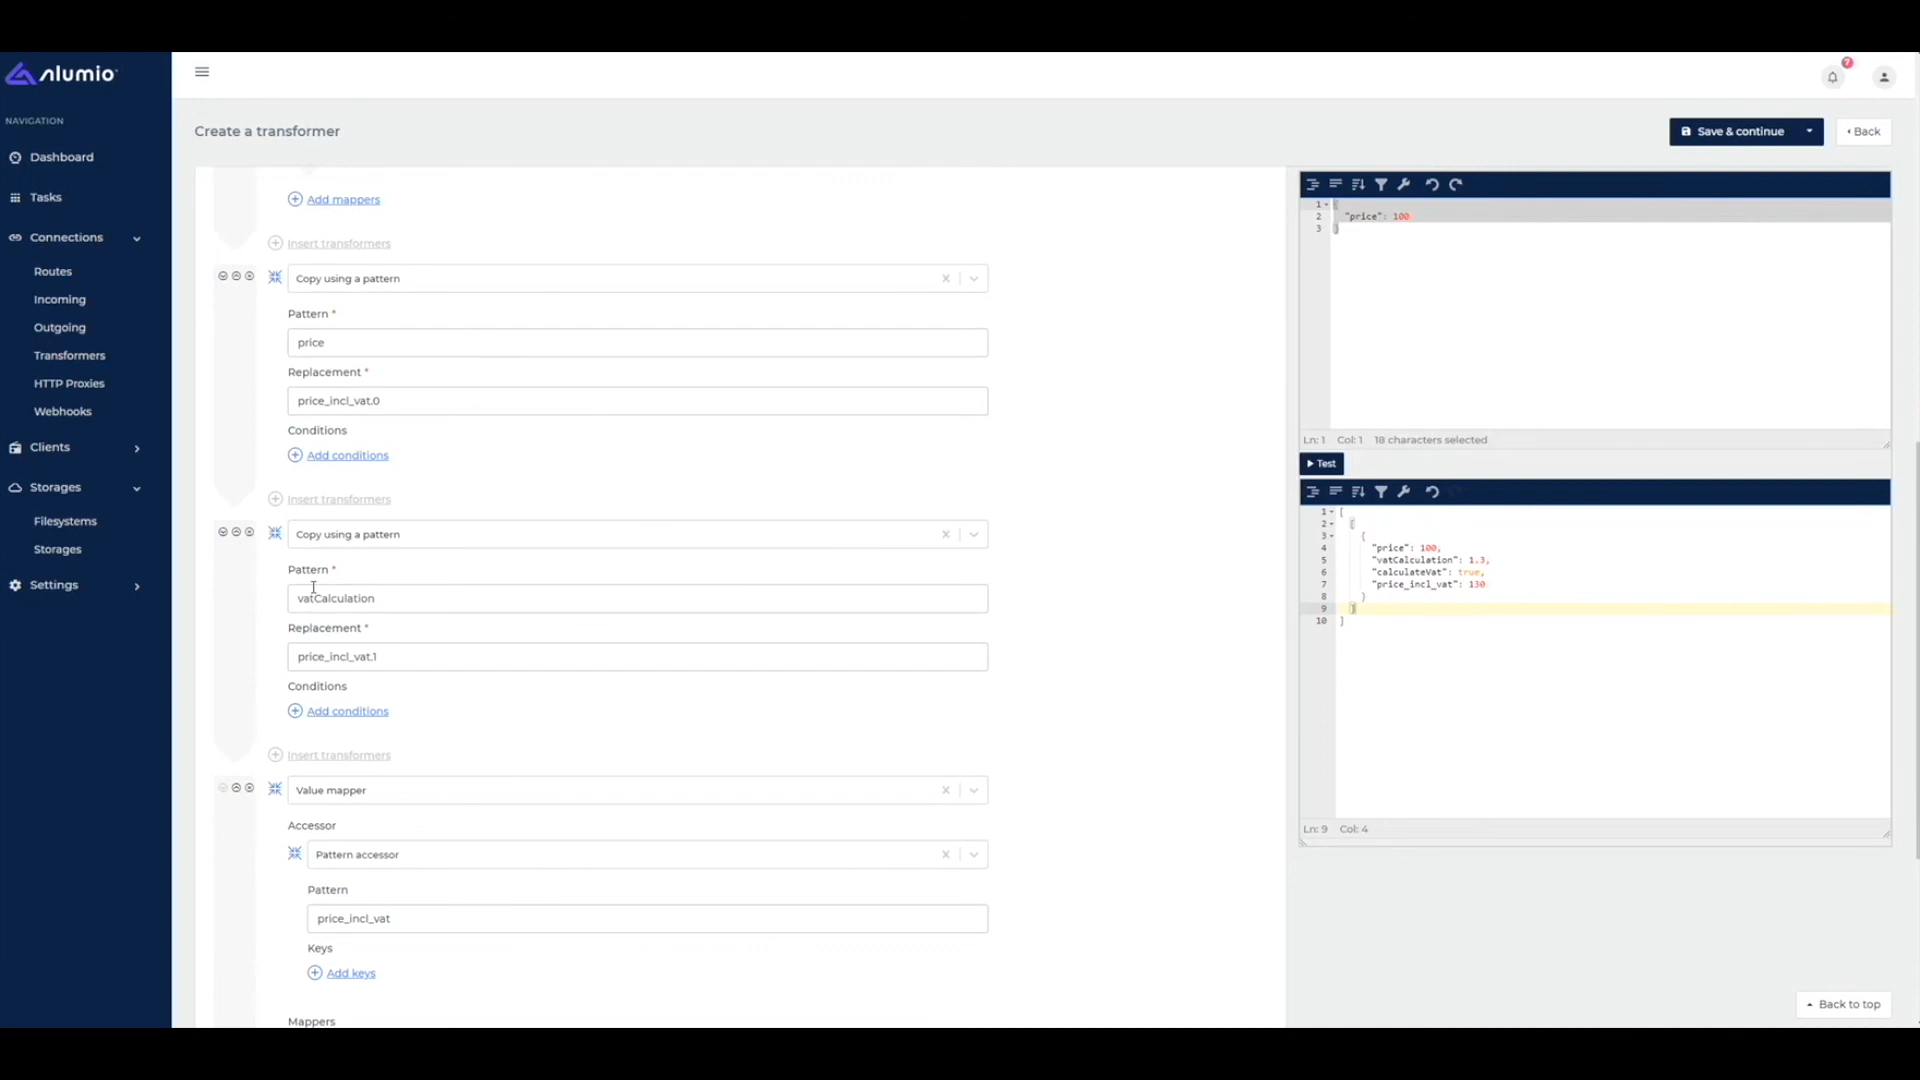 Alumio
7
NAVIGATION
Dashboard
Tasks
Connections
Routes
Incoming
Outgoing
Transformers
HTTP Proxies
Webhooks
Clients
Storages
Filesystems
Storages
Settings
Create a transformer
Save & continue
Back
Add mappers
Insert transformers
Copy using a pattern
Pattern *
price
Replacement *
price_incl_vat.0
Conditions
Add conditions
Insert transformers
Copy using a pattern
Pattern *
vatCalculation
Replacement *
price_incl_vat.1
Conditions
Add conditions
Insert transformers
Value mapper
Accessor
Pattern accessor
Pattern
price_incl_vat
Keys
Add keys
Mappers
1 {
2 "price": 100
3 }
Ln: 1 Col: 1 18 characters selected
Test
1 [
2 [
3 {
4 "price": 100,
5 "vatCalculation": 1.3,
6 "calculateVat": true,
7 "price_incl_vat": 130
8 }
9 ]
10 ]
Ln: 9 Col: 4
Back to top